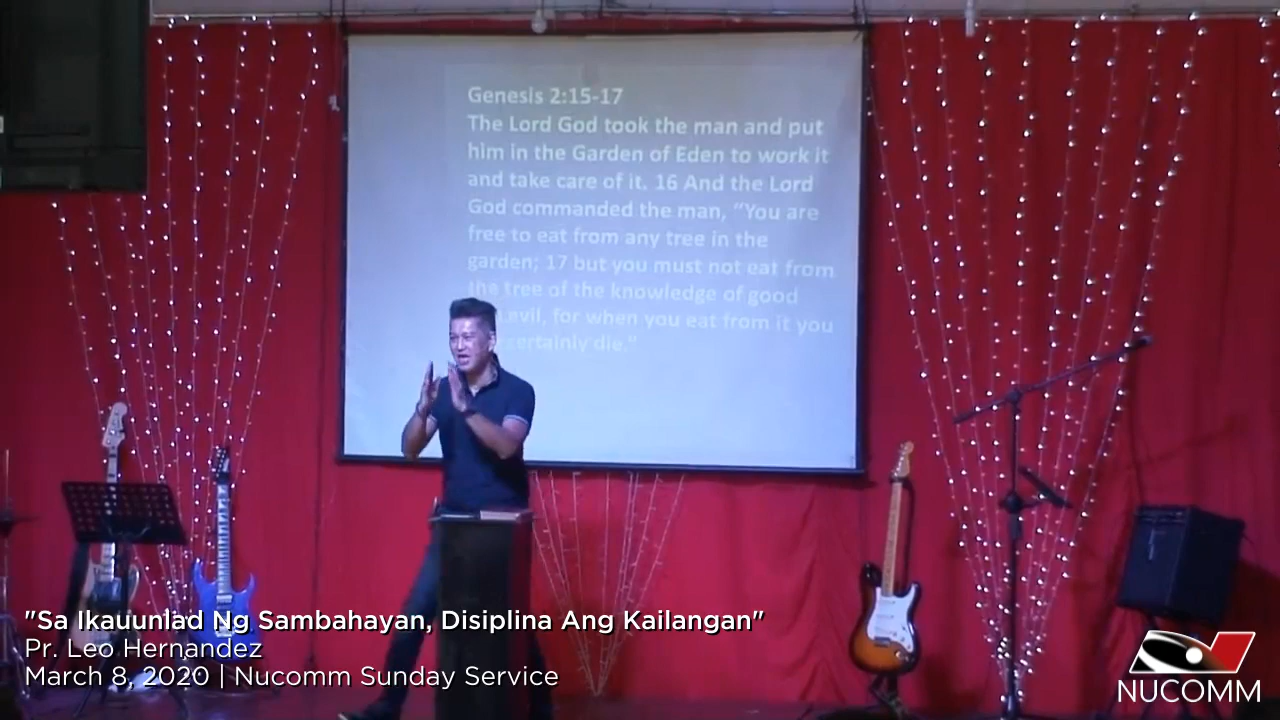 Genesis 2:15-17
The Lord God took the man and put
him in the Garden of Eden to work it
and take care of it. 16 And the Lord
God commanded the man, “You are
free to eat from any tree in the
garden; 17 but you must not eat from
the tree of the knowledge of good
evil, for when you eat from it you
certainly die.”
"Sa Ikauunlad Ng Sambahayan, Disiplina Ang Kailangan"
Pr. Leo Hernandez
March 8, 2020 | Nucomm Sunday Service
NUCOMM